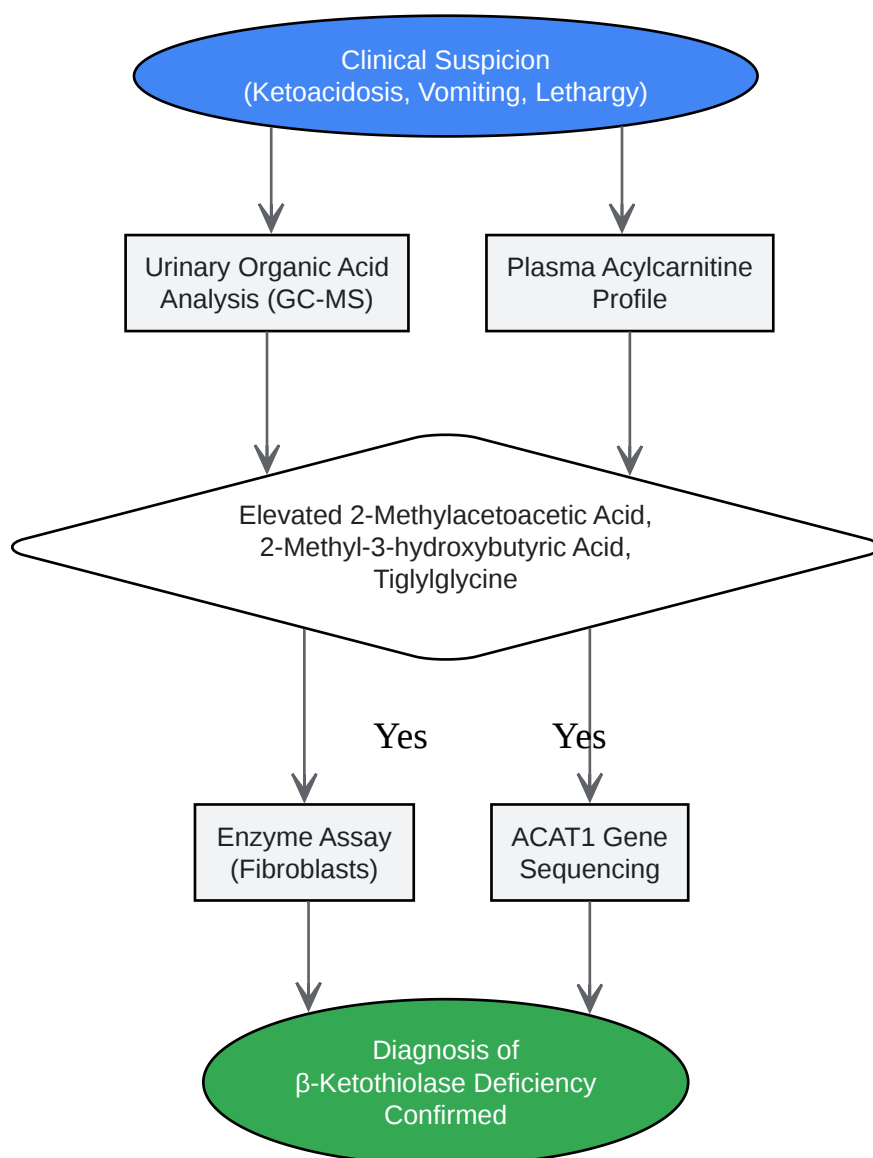 Clinical Suspicion
(Ketoacidosis, Vomiting, Lethargy)
Urinary Organic Acid
Analysis (GC-MS)
Plasma Acylcarnitine
Profile
Elevated 2-Methylacetoacetic Acid,
2-Methyl-3-hydroxybutyric Acid,
Tiglylglycine
Yes
Yes
Enzyme Assay
(Fibroblasts)
ACAT1 Gene
Sequencing
Diagnosis of
β-Ketothiolase Deficiency
Confirmed